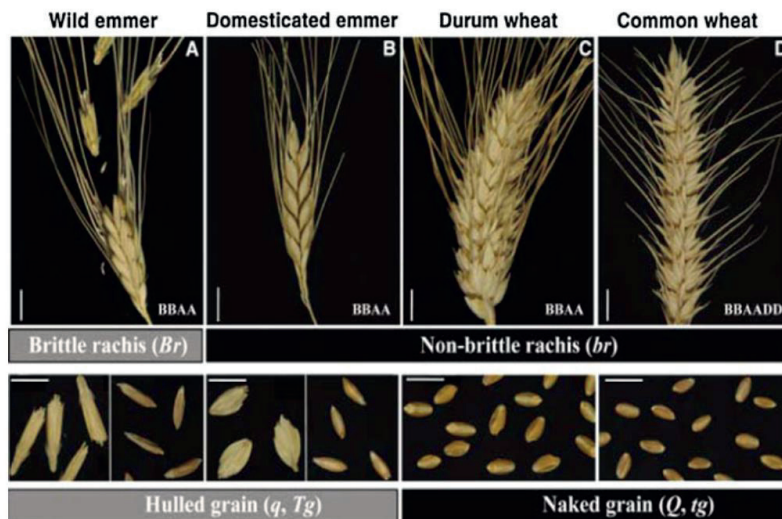 Wild emmer
Domesticated emmer
Durum wheat
Common wheat
A
B
C
D
BBAA
BBAA
BBAA
BBAADD
Brittle rachis (Br)
Non-brittle rachis (br)
Hulled grain (q, Tg)
Naked grain (Q, tg)